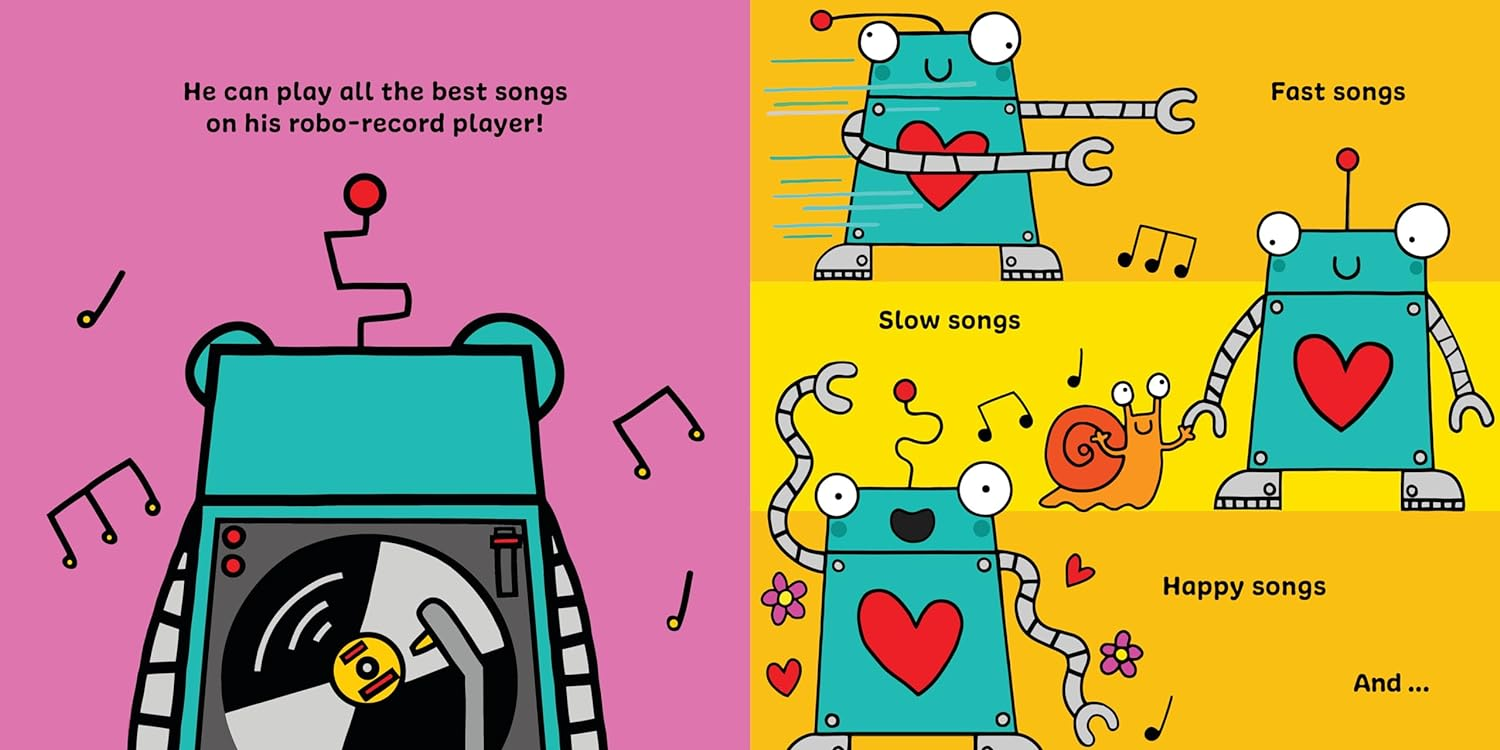 He can play all the best songs
on his robo-record player!
Fast songs
Slow songs
Happy songs
And ...